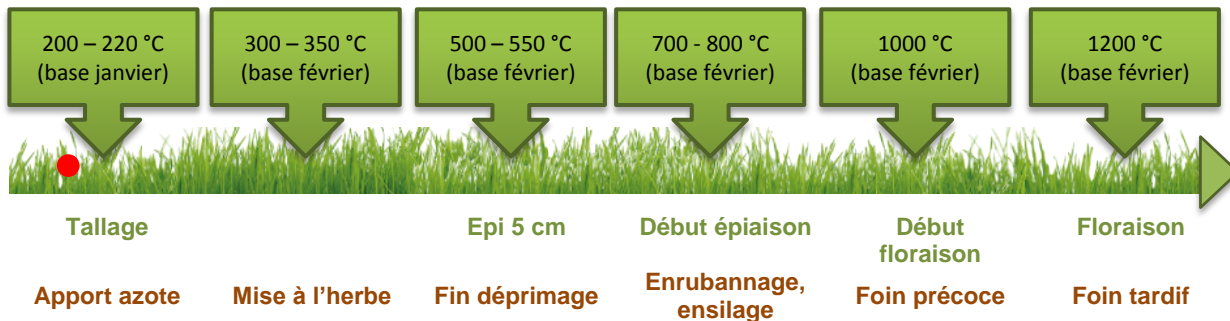 200 – 220 °C
(base janvier)
300 – 350 °C
(base février)
500 – 550 °C
(base février)
700 - 800 °C
(base février)
1000 °C
(base février)
1200 °C
(base février)
Tallage
Epi 5 cm
Début épiaison
Début
floraison
Floraison
Apport azote
Mise à l’herbe
Fin déprimage
Enrubannage,
ensilage
Foin précoce
Foin tardif